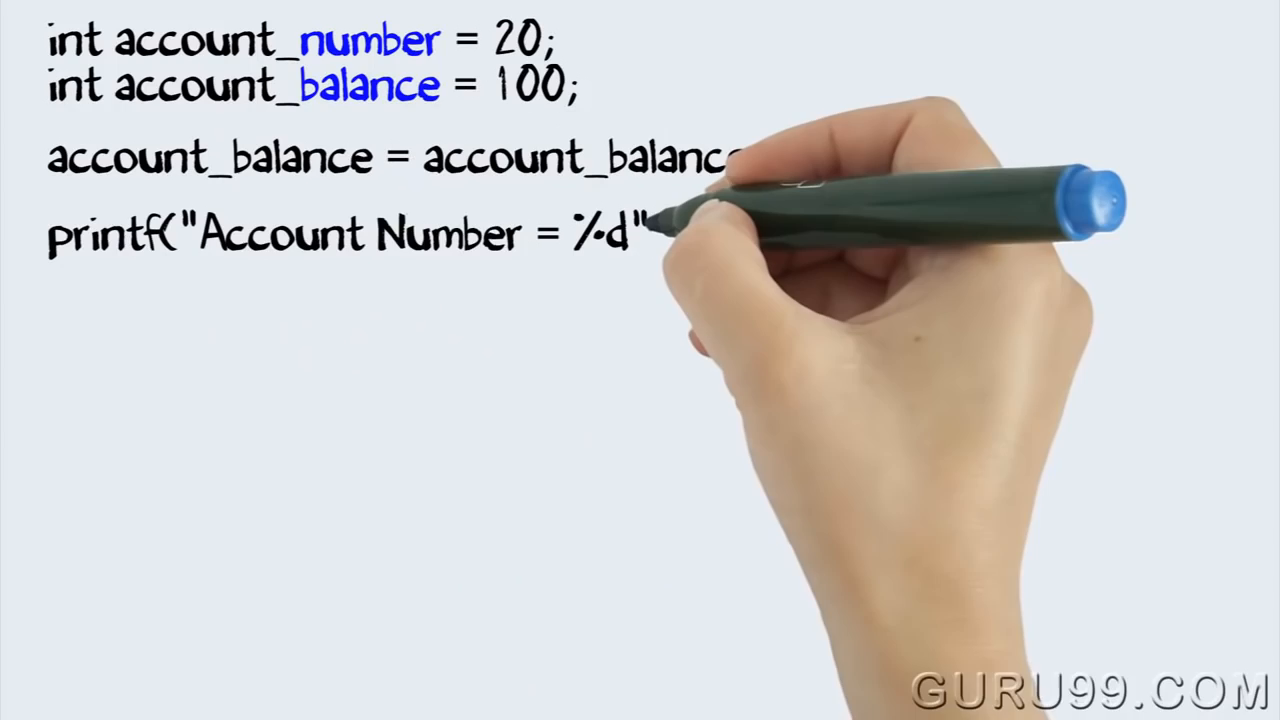 int account_number = 20;
int account_balance = 100;
account_balance = account_balanc
printf("Account Number = %d"
GURU99.COM